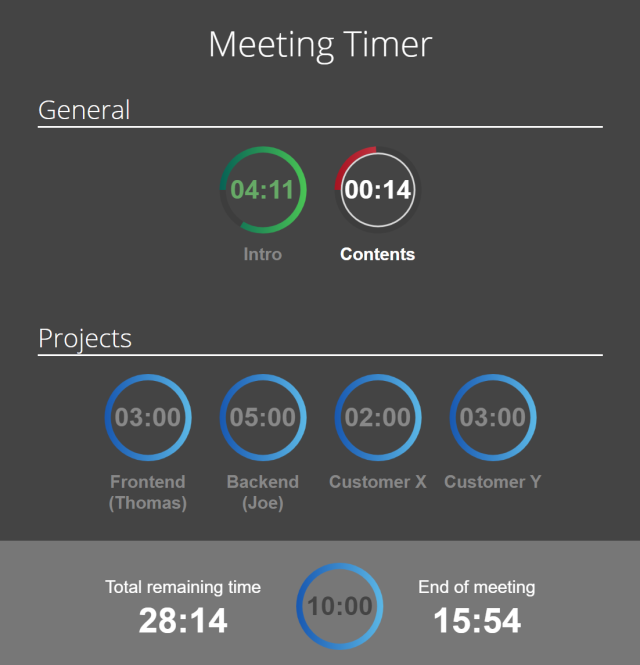 Meeting Timer
General
04:11
00:14
Intro
Contents
Projects
03:00
05:00
02:00
03:00
Frontend
(Thomas)
Backend
(Joe)
Customer X
Customer Y
Total remaining time
28:14
10:00
End of meeting
15:54